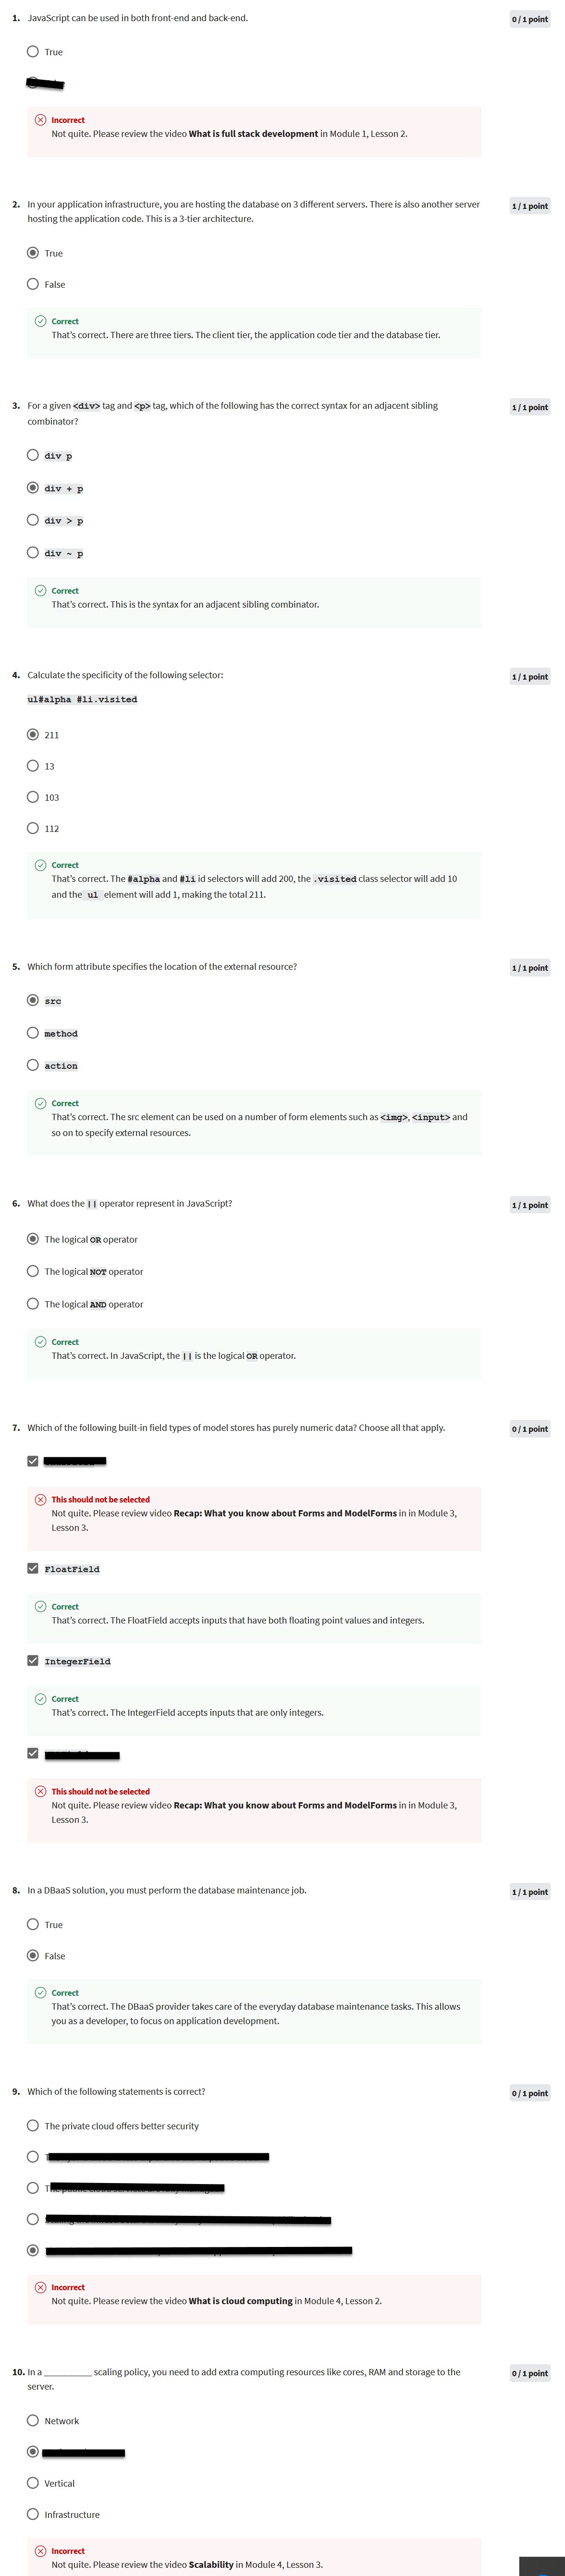 1. JavaScript can be used in both front-end and back-end.
0 / 1 point
True
Incorrect
Not quite. Please review the video What is full stack development in Module 1, Lesson 2.
2. In your application infrastructure, you are hosting the database on 3 different servers. There is also another server
hosting the application code. This is a 3-tier architecture.
1 / 1 point
True
False
Correct
That's correct. There are three tiers. The client tier, the application code tier and the database tier.
3. For a given <div> tag and <p> tag, which of the following has the correct syntax for an adjacent sibling
combinator?
1 / 1 point
div p
div + p
div > p
div ~ p
Correct
That's correct. This is the syntax for an adjacent sibling combinator.
4. Calculate the specificity of the following selector:
1 / 1 point
ul#alpha #li.visited
211
13
103
112
Correct
That's correct. The #alpha and #li id selectors will add 200, the .visited class selector will add 10
and the ul element will add 1, making the total 211.
5. Which form attribute specifies the location of the external resource?
1 / 1 point
src
method
action
Correct
That's correct. The src element can be used on a number of form elements such as <img>, <input> and
so on to specify external resources.
6. What does the || operator represent in JavaScript?
1 / 1 point
The logical OR operator
The logical NOT operator
The logical AND operator
Correct
That's correct. In JavaScript, the || is the logical OR operator.
7. Which of the following built-in field types of model stores has purely numeric data? Choose all that apply.
0 / 1 point
This should not be selected
Not quite. Please review video Recap: What you know about Forms and ModelForms in in Module 3,
Lesson 3.
FloatField
Correct
That's correct. The FloatField accepts inputs that have both floating point values and integers.
IntegerField
Correct
That's correct. The IntegerField accepts inputs that are only integers.
This should not be selected
Not quite. Please review video Recap: What you know about Forms and ModelForms in in Module 3,
Lesson 3.
8. In a DBaaS solution, you must perform the database maintenance job.
1 / 1 point
True
False
Correct
That's correct. The DBaaS provider takes care of the everyday database maintenance tasks. This allows
you as a developer, to focus on application development.
9. Which of the following statements is correct?
0 / 1 point
The private cloud offers better security
Incorrect
Not quite. Please review the video What is cloud computing in Module 4, Lesson 2.
10. In a __________ scaling policy, you need to add extra computing resources like cores, RAM and storage to the
server.
0 / 1 point
Network
Vertical
Infrastructure
Incorrect
Not quite. Please review the video Scalability in Module 4, Lesson 3.